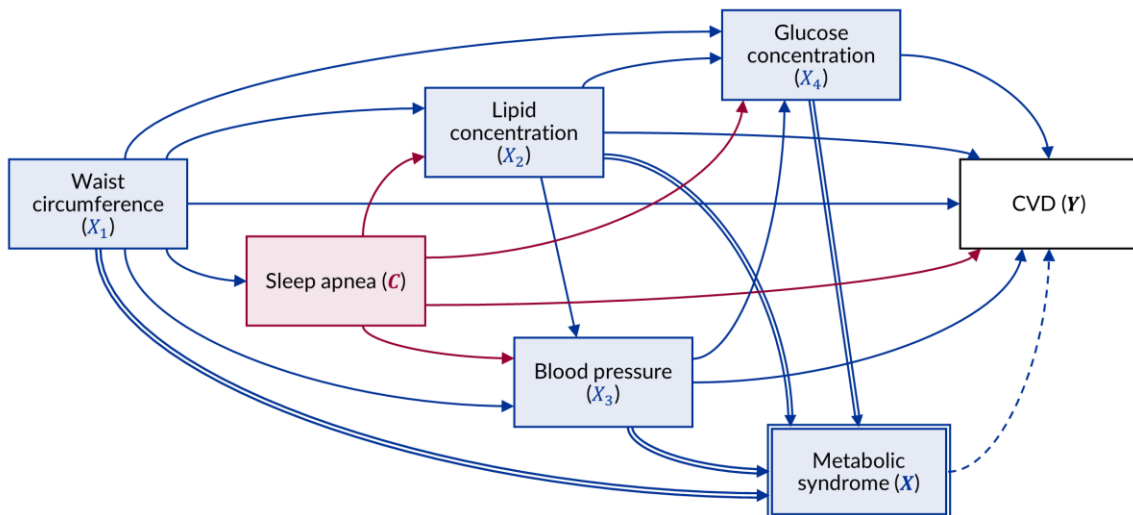 Glucose
concentration
(X₄)
Lipid
concentration
(X₂)
Waist
circumference
(X₁)
CVD (Y)
Sleep apnea (C)
Blood pressure
(X₃)
Metabolic
syndrome (X)